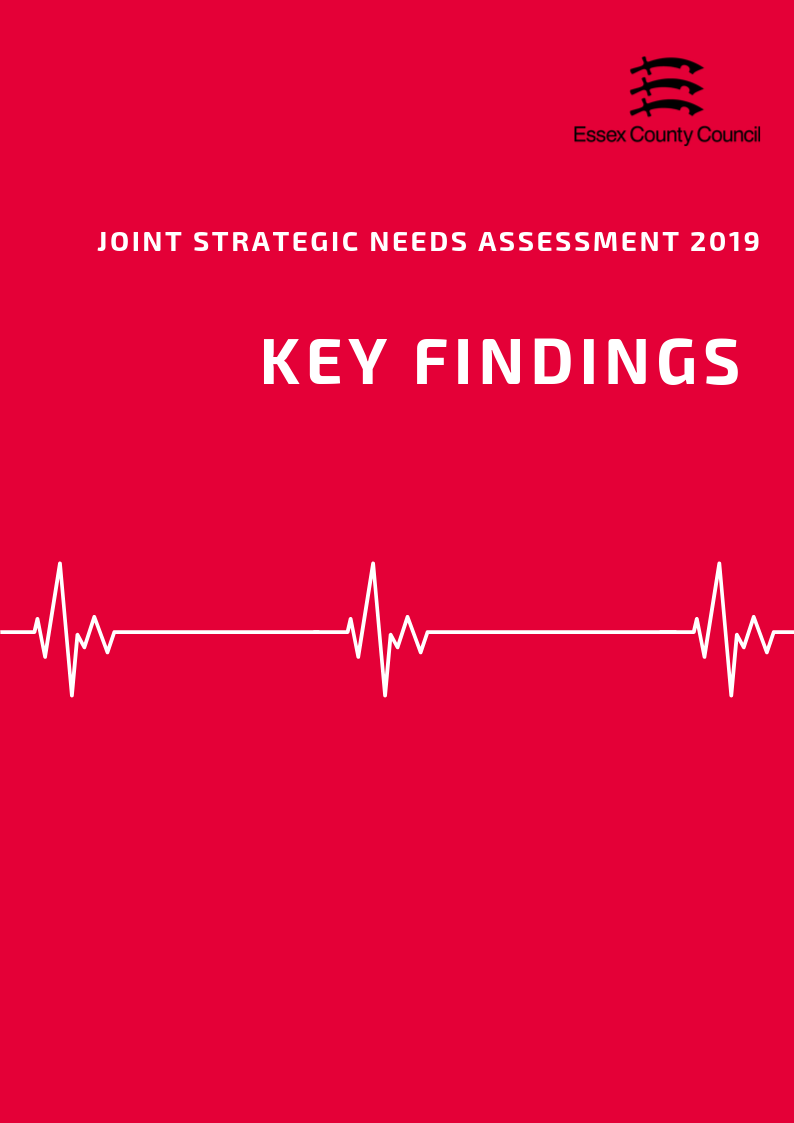 Essex County Council
JOINT STRATEGIC NEEDS ASSESSMENT 2019
KEY FINDINGS